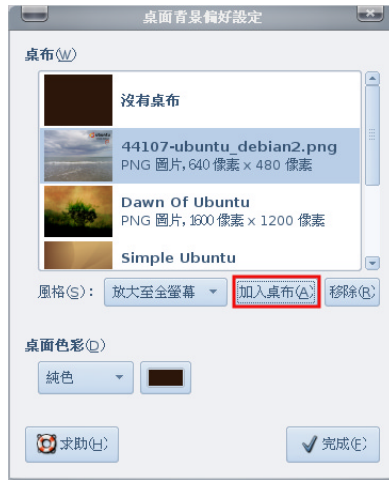 桌面背景偏好設定
桌布(W)
沒有桌布
44107-ubuntu_debian2.png
PNG 圖片, 640 像素 × 480 像素
Dawn Of Ubuntu
PNG 圖片, 1600 像素 × 1200 像素
Simple Ubuntu
風格(S)： 放大至全螢幕 加入桌布(A) 移除(R)
桌面色彩(D)
純色
求助(H) 完成(E)